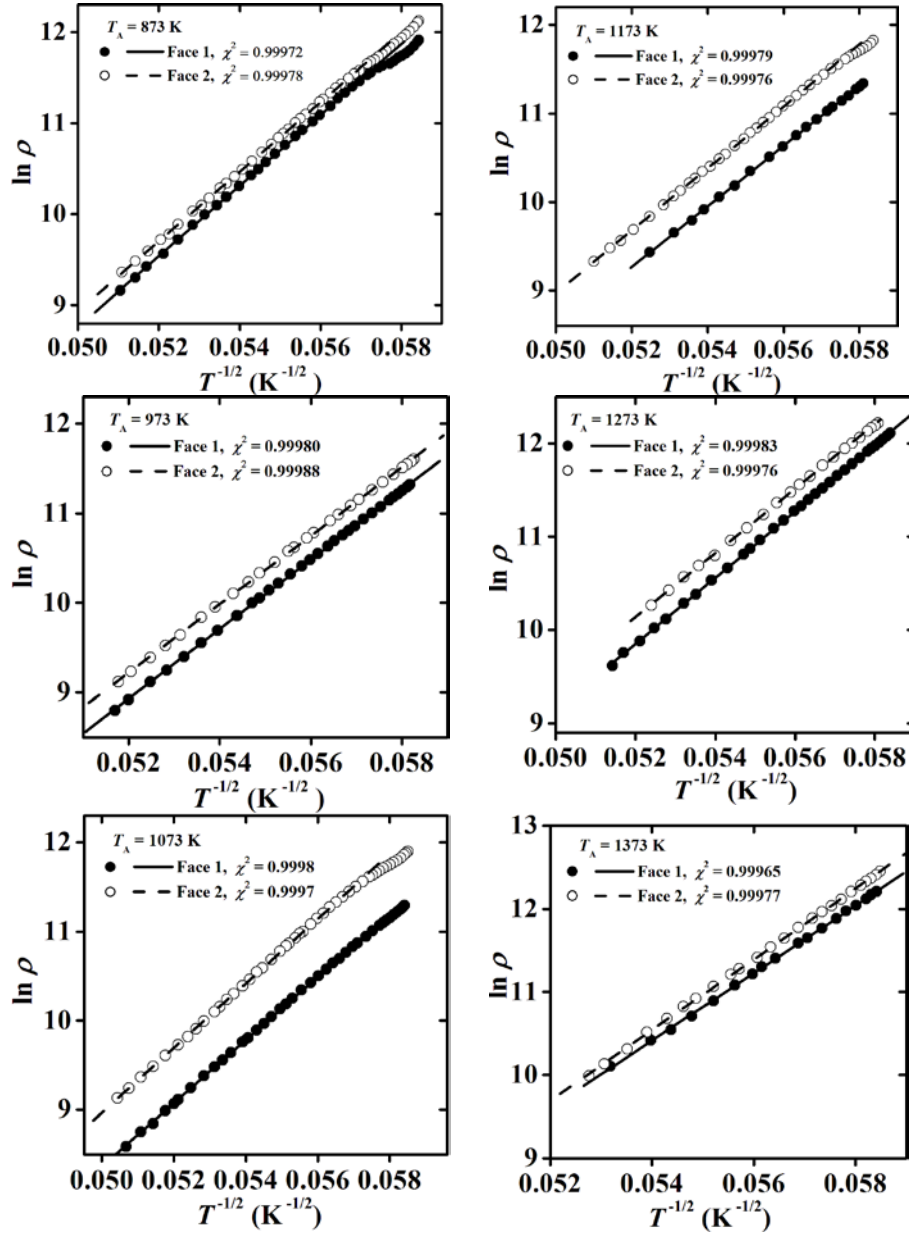 T_A = 873 K
Face 1, χ² = 0.99972
Face 2, χ² = 0.99978
12
11
10
9
ln ρ
0.050 0.052 0.054 0.056 0.058
T^{-1/2} (K^{-1/2})
T_A = 1173 K
Face 1, χ² = 0.99979
Face 2, χ² = 0.99976
12
11
10
9
ln ρ
0.050 0.052 0.054 0.056 0.058
T^{-1/2} (K^{-1/2})
T_A = 973 K
Face 1, χ² = 0.99980
Face 2, χ² = 0.99988
12
11
10
9
ln ρ
0.052 0.054 0.056 0.058
T^{-1/2} (K^{-1/2})
T_A = 1273 K
Face 1, χ² = 0.99983
Face 2, χ² = 0.99976
12
11
10
9
ln ρ
0.050 0.052 0.054 0.056 0.058
T^{-1/2} (K^{-1/2})
T_A = 1073 K
Face 1, χ² = 0.9998
Face 2, χ² = 0.9997
12
11
10
9
ln ρ
0.050 0.052 0.054 0.056 0.058
T^{-1/2} (K^{-1/2})
T_A = 1373 K
Face 1, χ² = 0.99965
Face 2, χ² = 0.99977
13
12
11
10
9
ln ρ
0.052 0.054 0.056 0.058
T^{-1/2} (K^{-1/2})